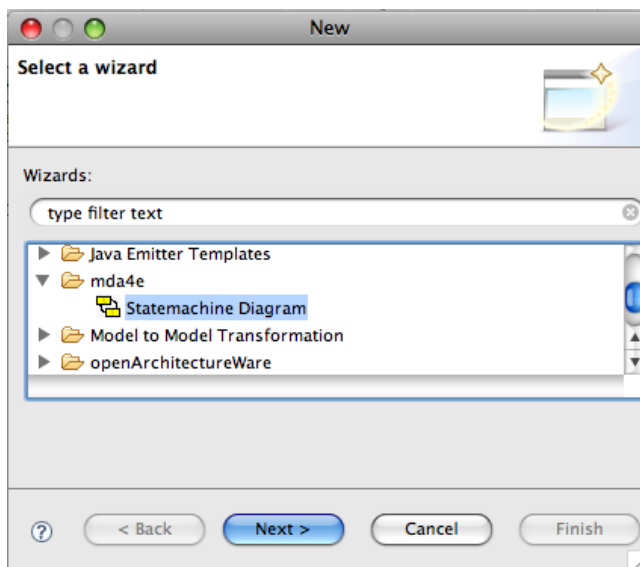 New
Select a wizard
Wizards:
type filter text
Java Emitter Templates
mda4e
Statemachine Diagram
Model to Model Transformation
openArchitectureWare
? < Back Next > Cancel Finish